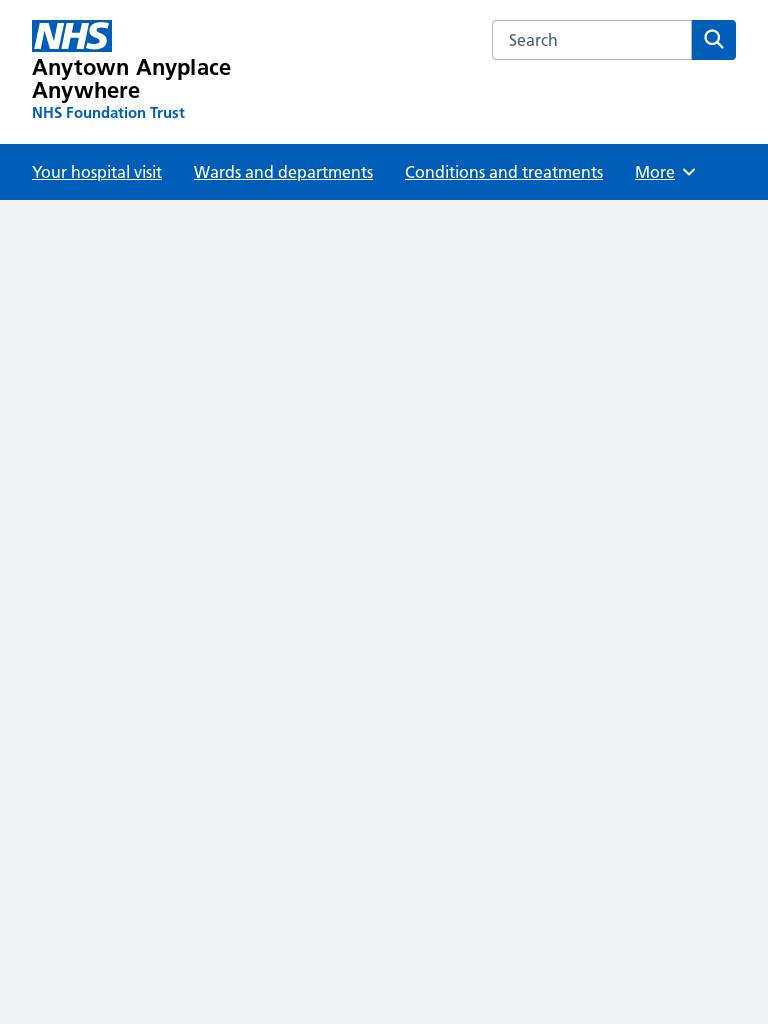 NHS
Anytown Anyplace
Anywhere
NHS Foundation Trust
Search
Your hospital visit
Wards and departments
Conditions and treatments
More